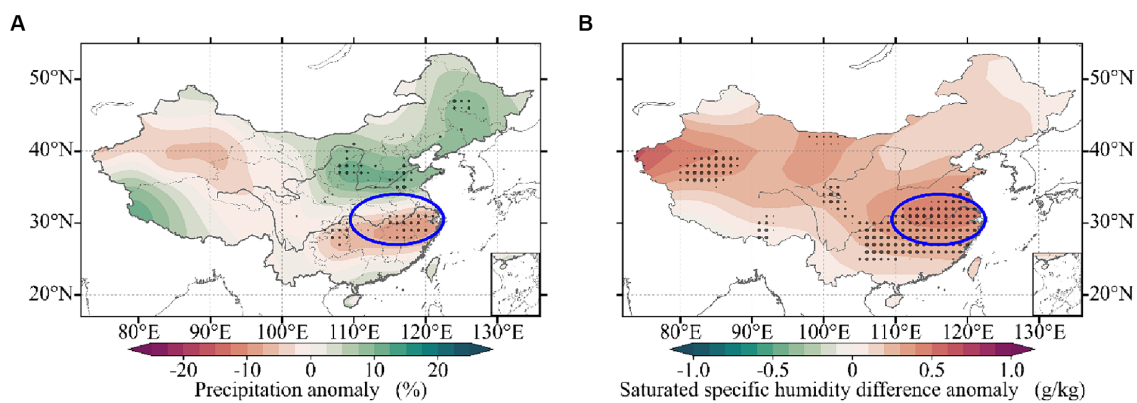 A
B
50°N
40°N
30°N
20°N
80°E 90°E 100°E 110°E 120°E 130°E
-20 -10 0 10 20
Precipitation anomaly (%)
50°N
40°N
30°N
20°N
80°E 90°E 100°E 110°E 120°E 130°E
-1.0 -0.5 0 0.5 1.0
Saturated specific humidity difference anomaly (g/kg)